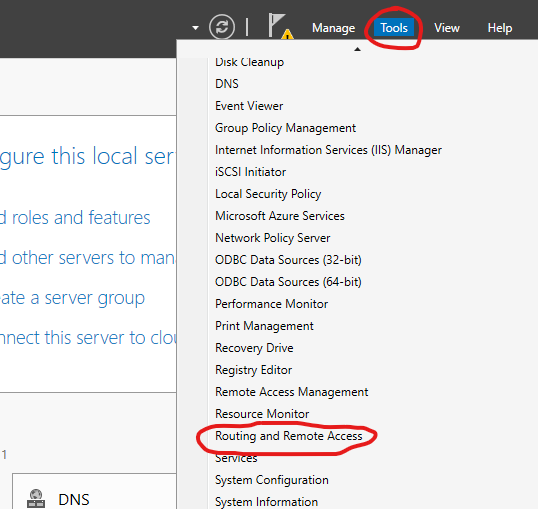 Manage Tools View Help
Disk Cleanup
DNS
Event Viewer
Group Policy Management
Internet Information Services (IIS) Manager
iSCSI Initiator
Local Security Policy
Microsoft Azure Services
Network Policy Server
ODBC Data Sources (32-bit)
ODBC Data Sources (64-bit)
Performance Monitor
Print Management
Recovery Drive
Registry Editor
Remote Access Management
Resource Monitor
Routing and Remote Access
Services
System Configuration
System Information
gure this local ser
d roles and features
d other servers to mana
eate a server group
nnect this server to clou
1
DNS